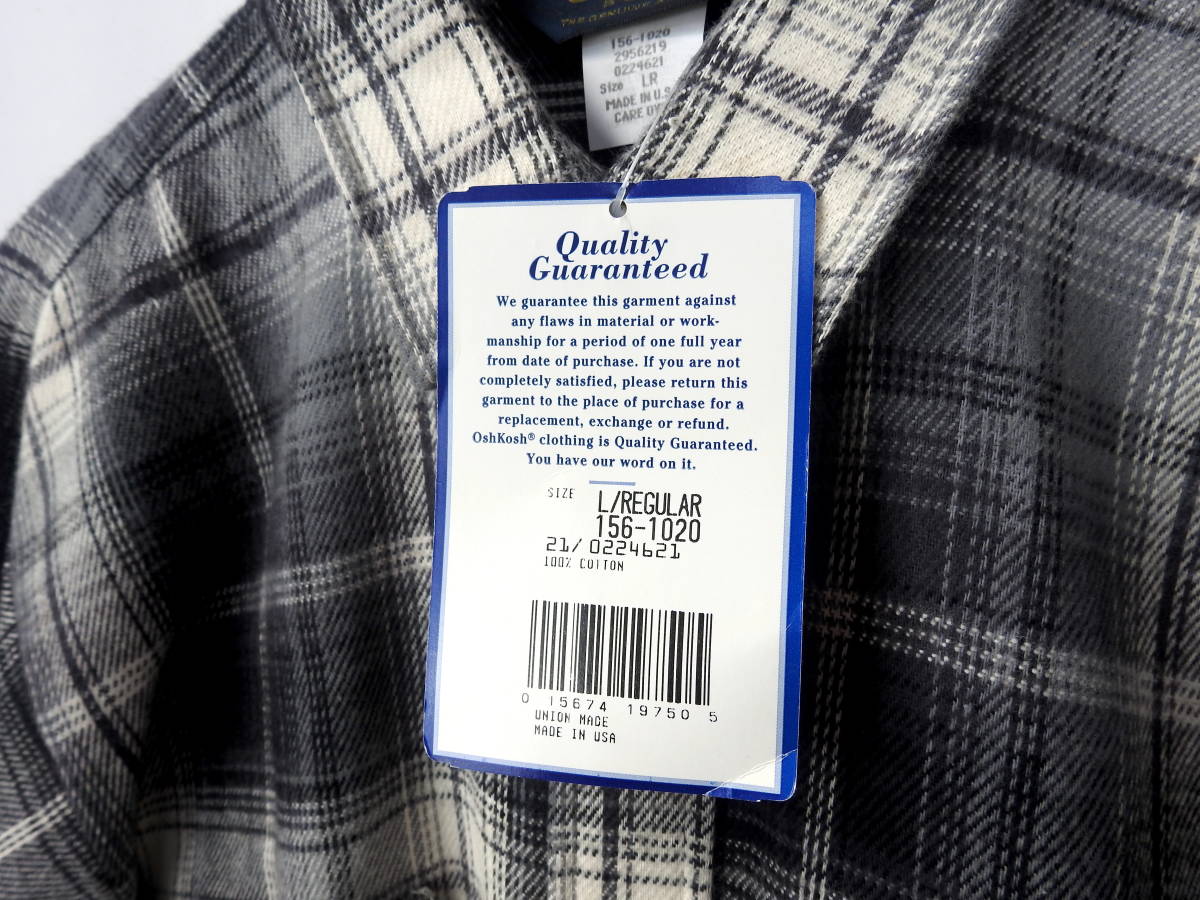 THE GENUINE
156-1020
2956219
0224621
Size LR
MADE IN U.S.
CARE
Quality
Guaranteed
We guarantee this garment against
any flaws in material or work-
manship for a period of one full year
from date of purchase. If you are not
completely satisfied, please return this
garment to the place of purchase for a
replacement, exchange or refund.
OshKosh® clothing is Quality Guaranteed.
You have our word on it.
SIZE L/REGULAR
156-1020
21/0224621
100% COTTON
0 15674 19750 5
UNION MADE
MADE IN USA